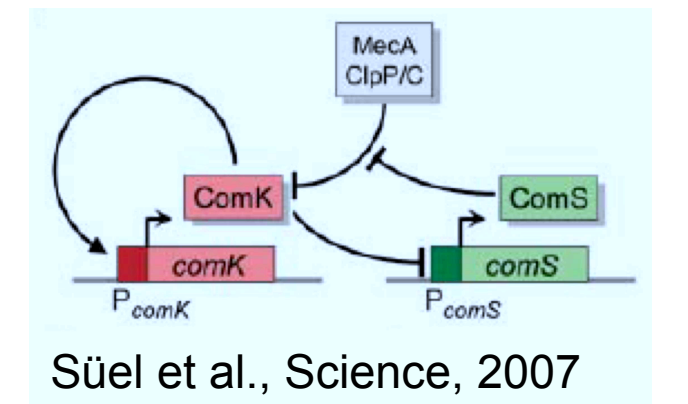 MecA
ClpP/C
ComK
ComS
comK
comS
PcomK
PcomS
Süel et al., Science, 2007